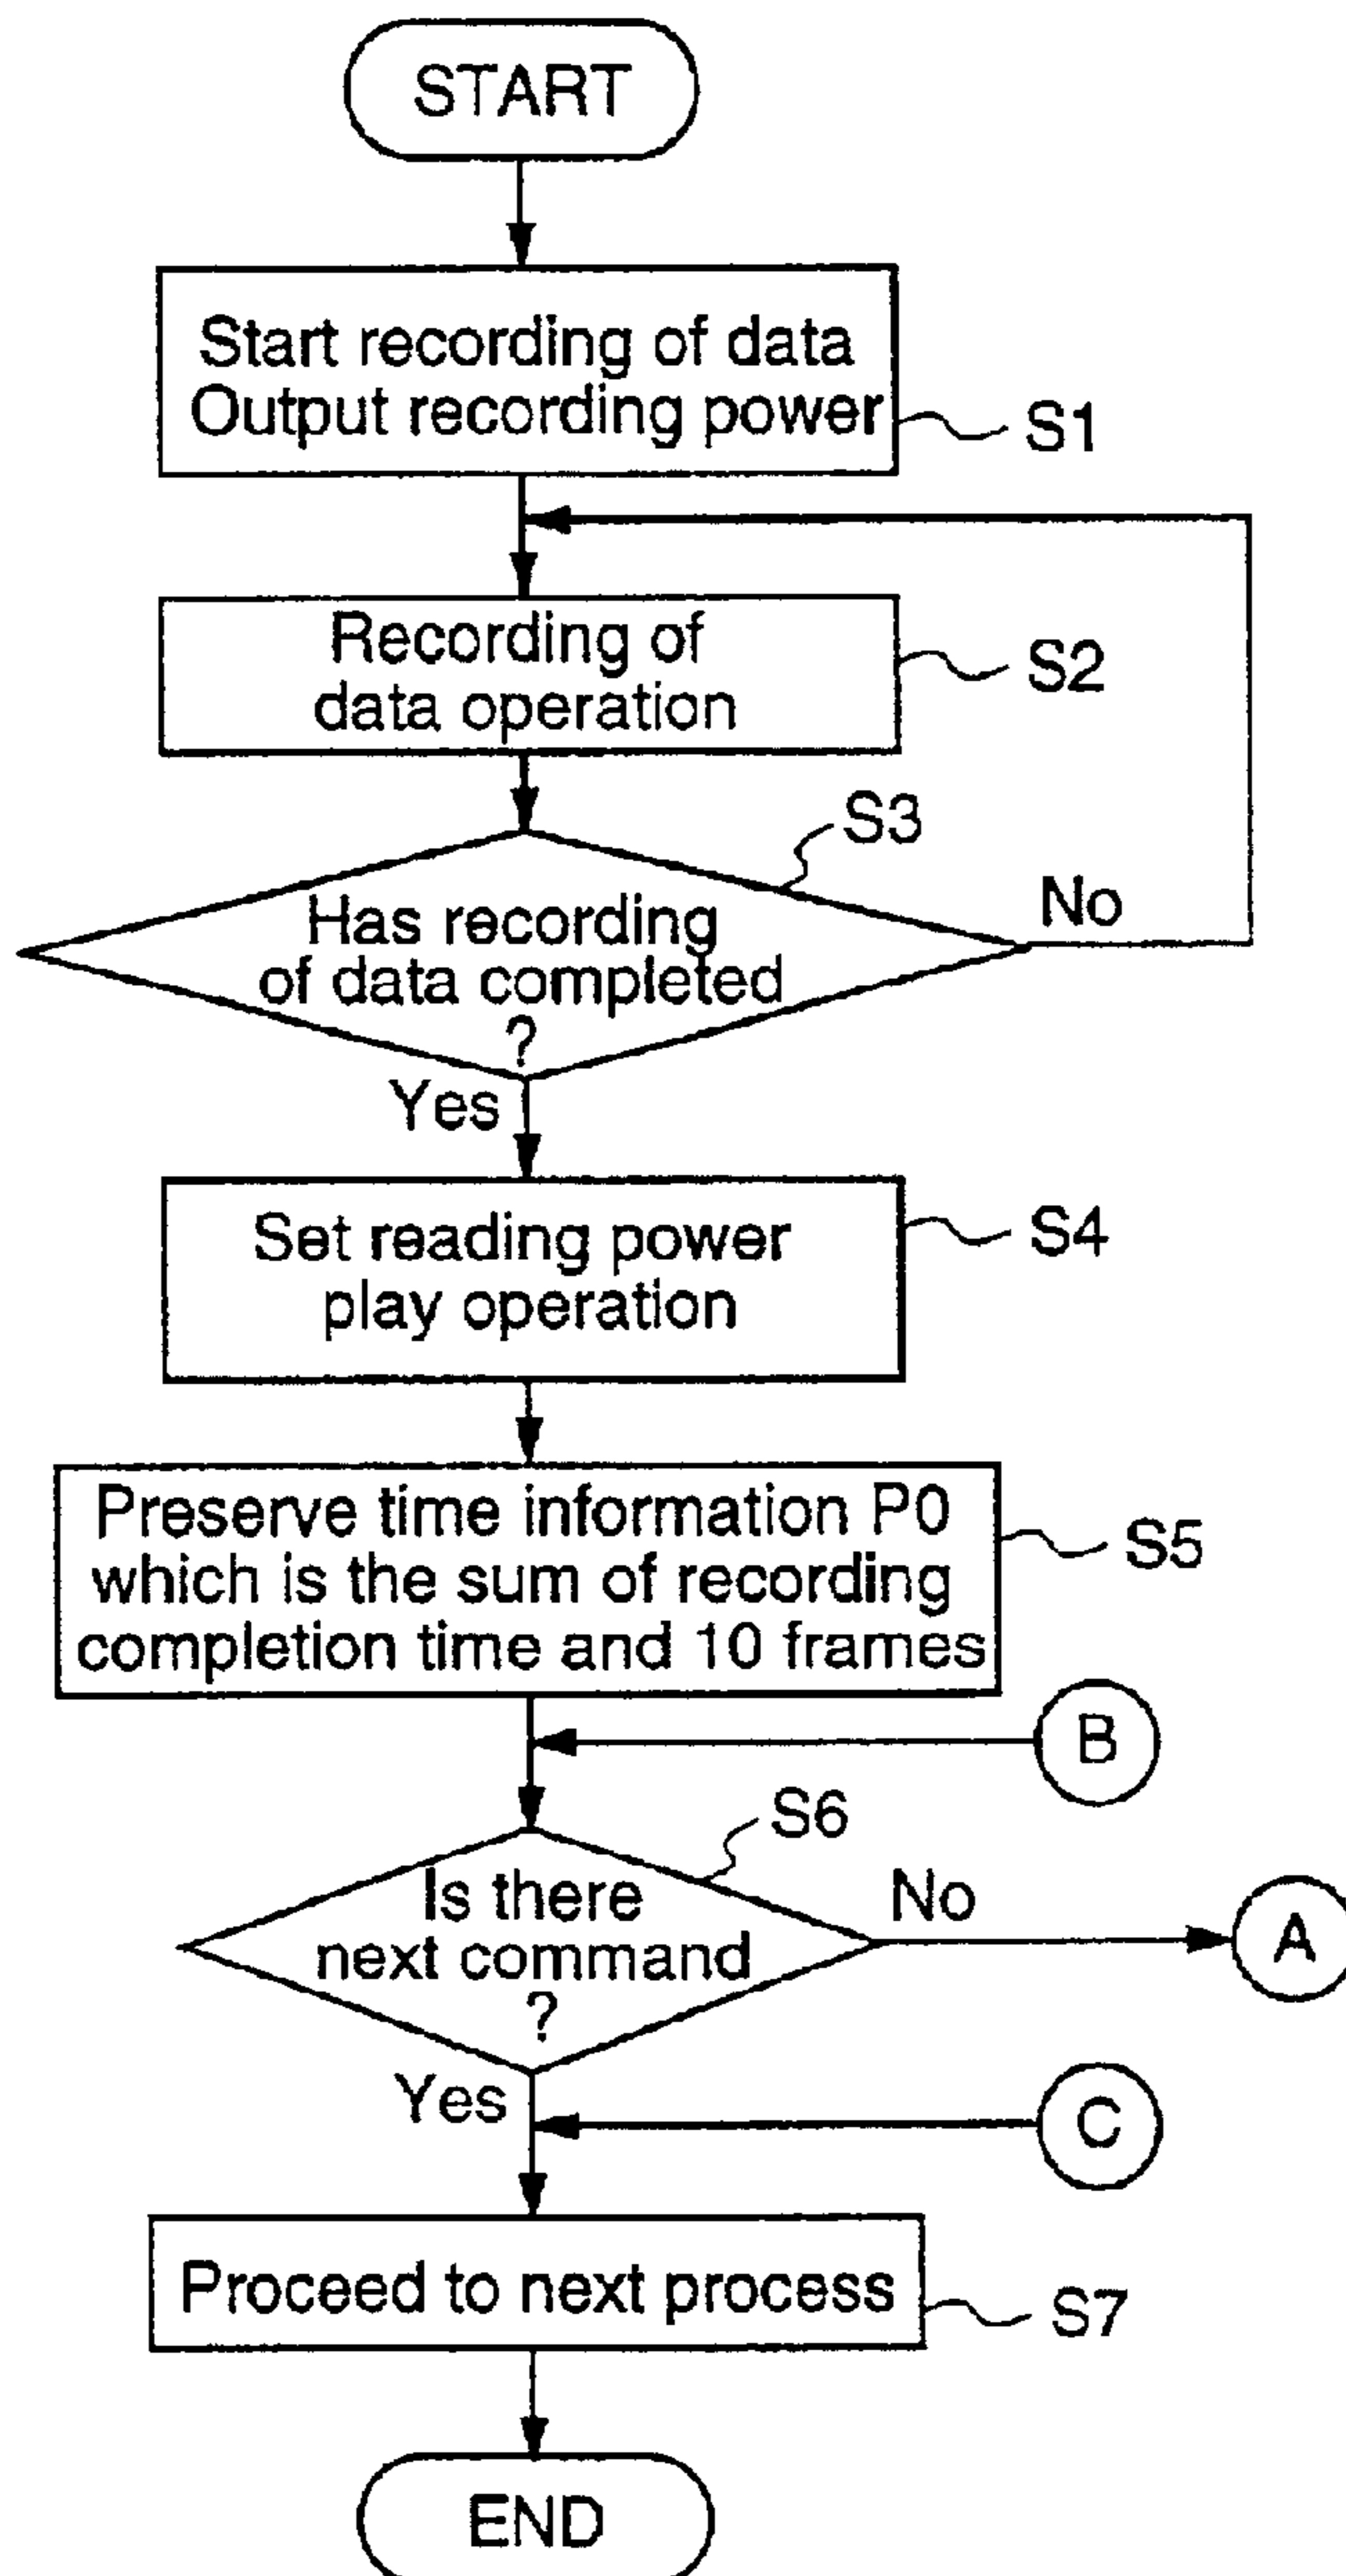 START
Start recording of data
Output recording power
S1
Recording of
data operation
S2
S3
Has recording
of data completed
?
No
Yes
Set reading power
play operation
S4
Preserve time information P0
which is the sum of recording
completion time and 10 frames
S5
B
S6
Is there
next command
?
No
A
Yes
C
Proceed to next process
S7
END